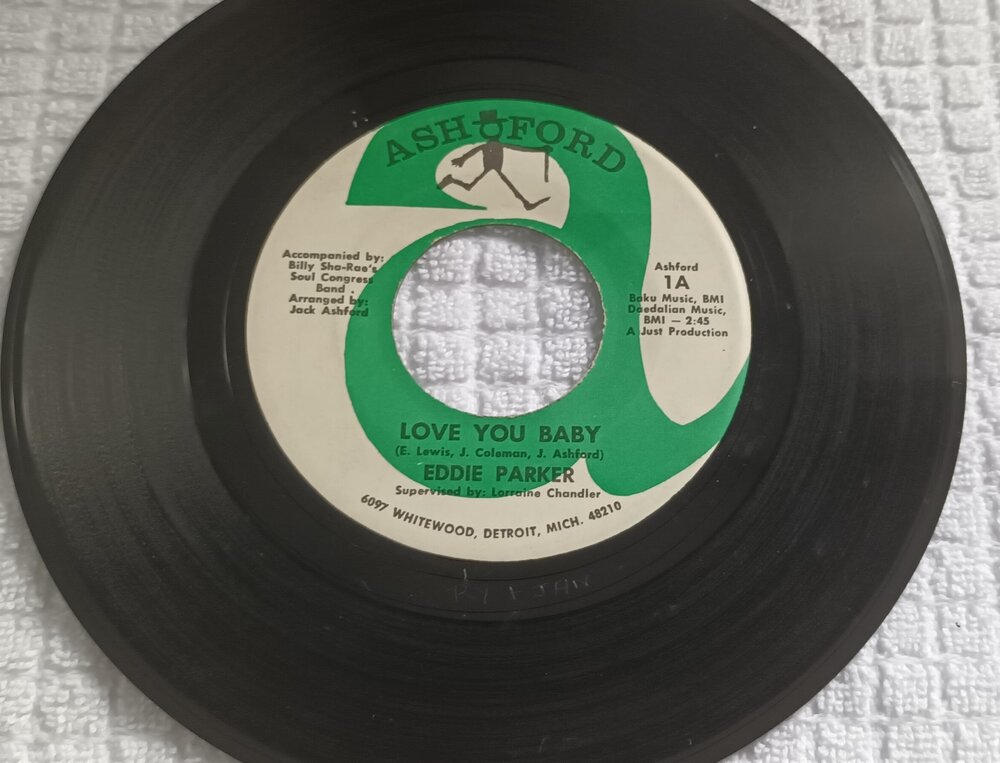 ASHFORD
Accompanied by:
Billy Sha-Rae's
Soul Congress
Band .
Arranged by:
Jack Ashford
Ashford
1A
Baku Music, BMI
Daedalian Music,
BMI — 2:45
A Just Production
LOVE YOU BABY
(E. Lewis, J. Coleman, J. Ashford)
EDDIE PARKER
Supervised by: Lorraine Chandler
6097 WHITEWOOD, DETROIT, MICH. 48210